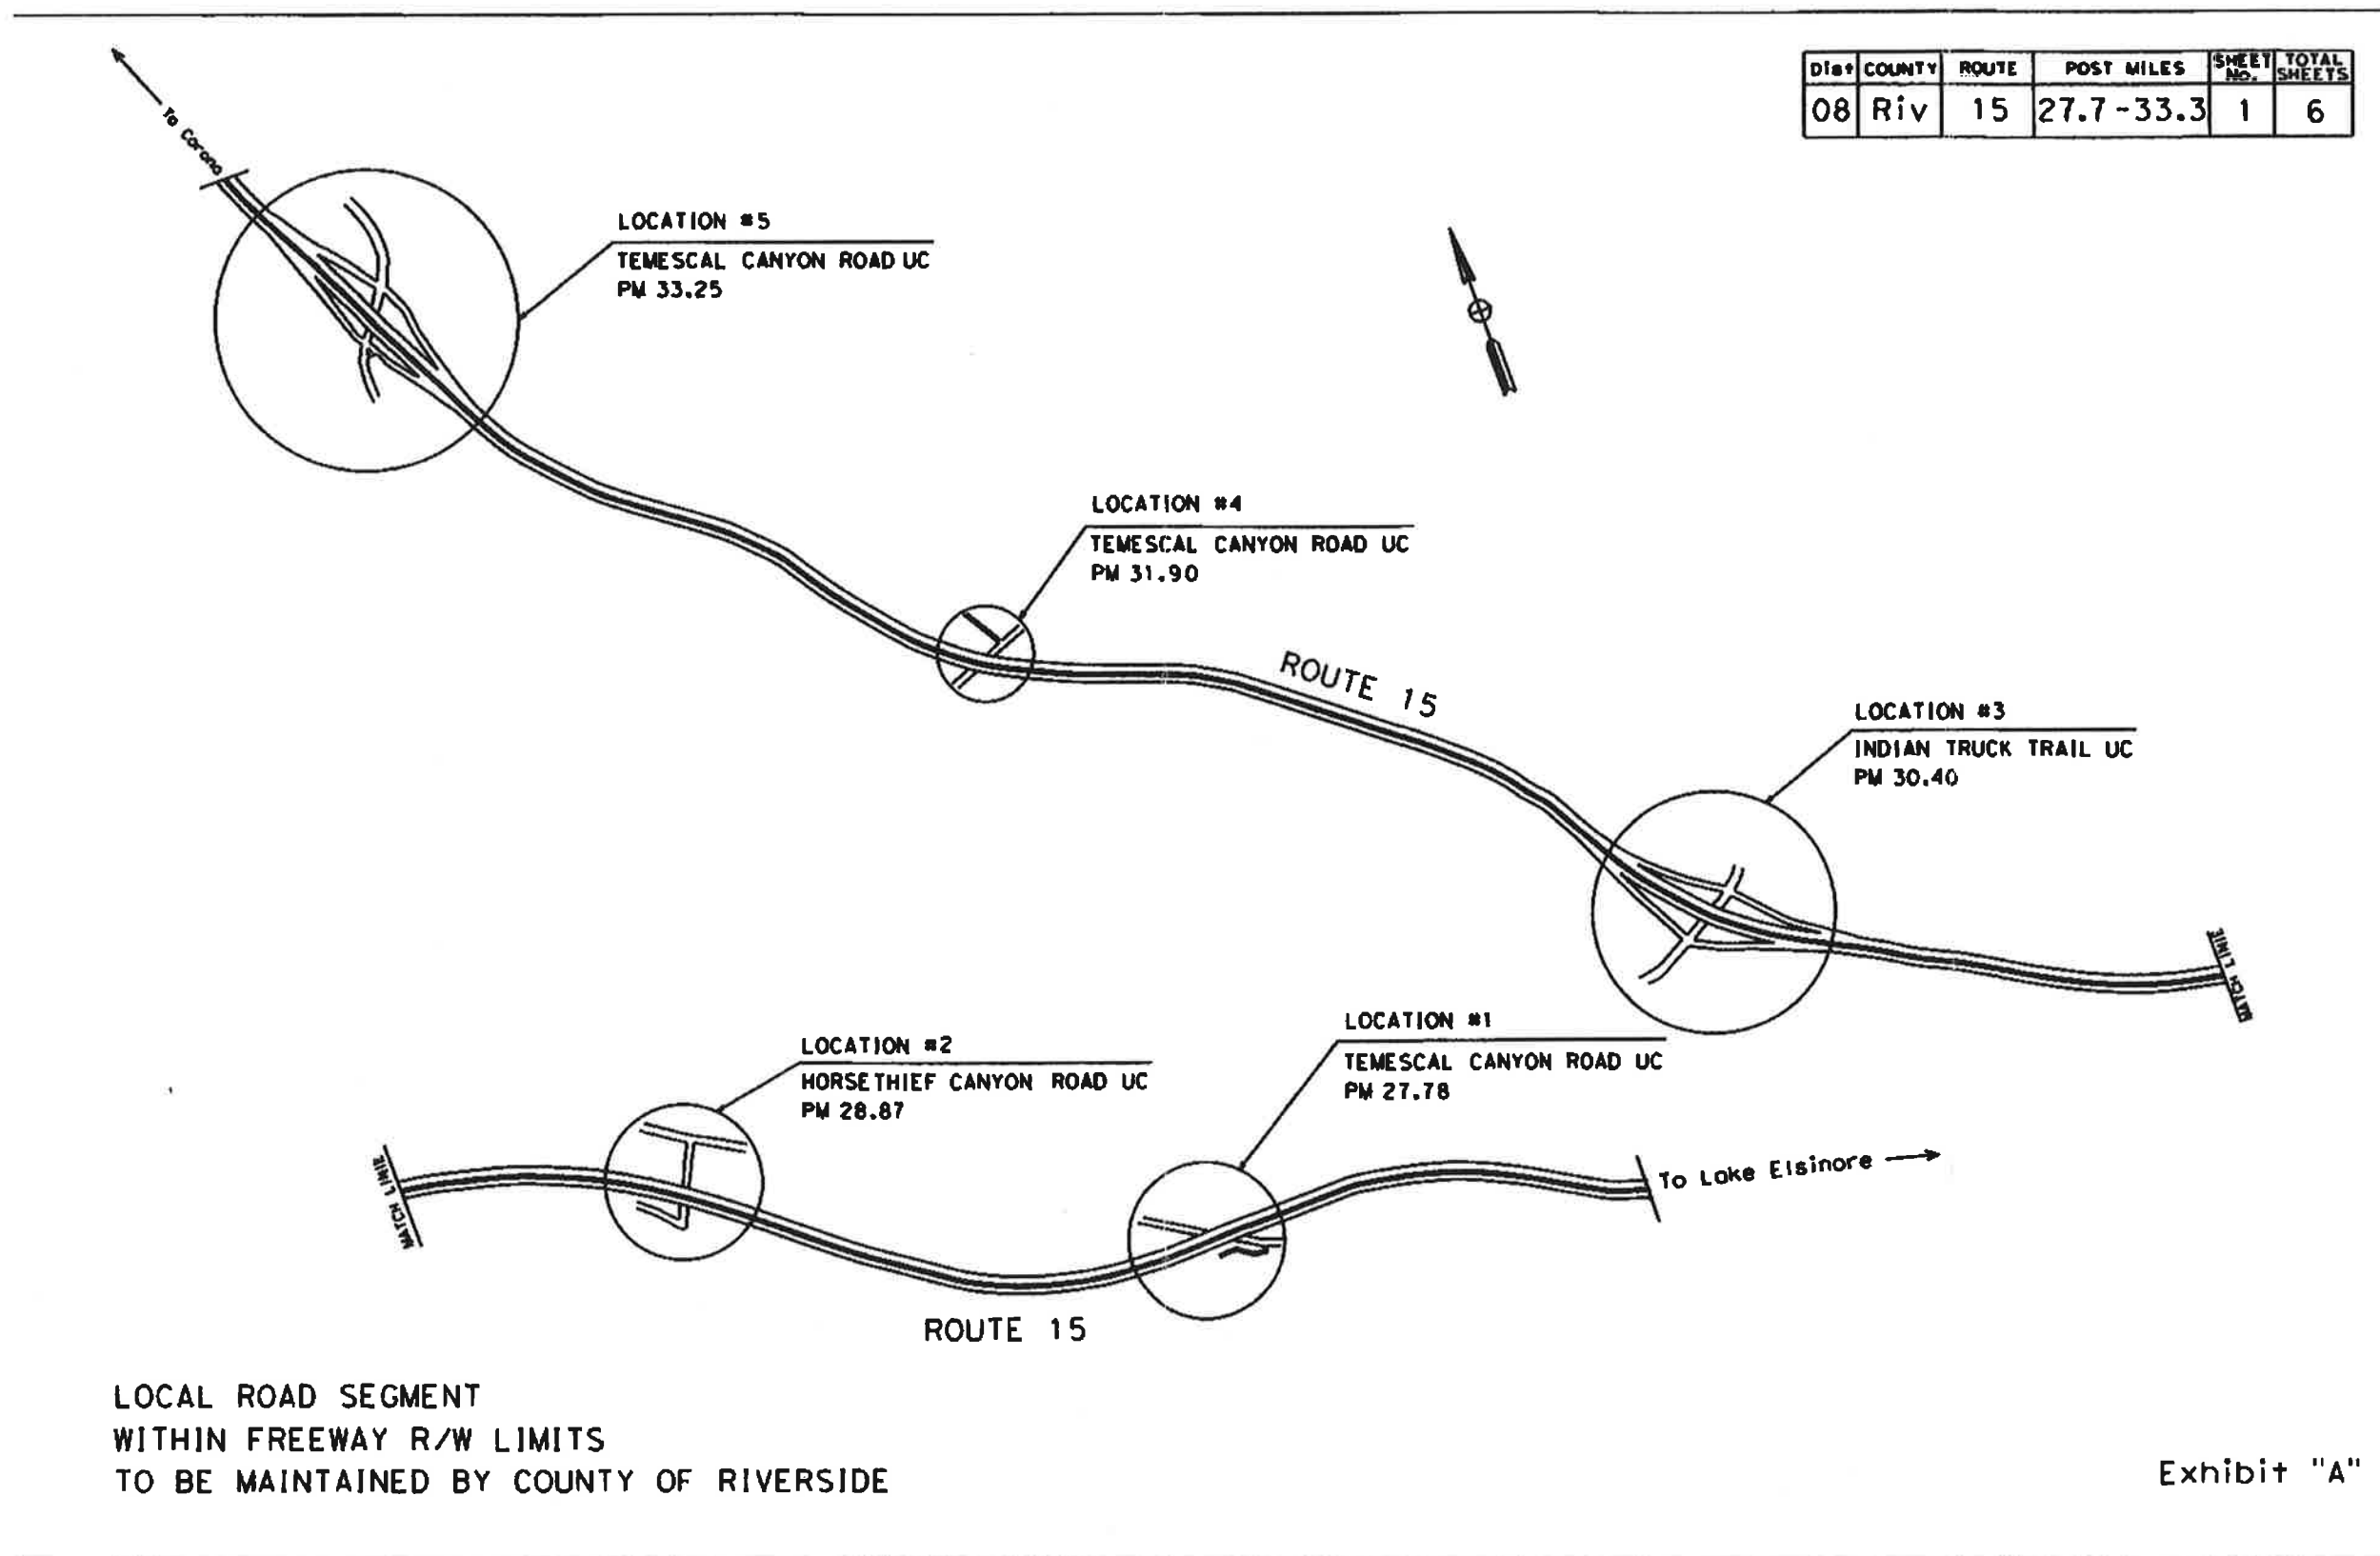 Dist COUNTY ROUTE POST MILES SHEET No. TOTAL SHEETS
08 Riv 15 27.7-33.3 1 6
To Corona
LOCATION #5
TEMESCAL CANYON ROAD UC
PM 33.25
LOCATION #4
TEMESCAL CANYON ROAD UC
PM 31.90
ROUTE 15
LOCATION #3
INDIAN TRUCK TRAIL UC
PM 30.40
MATCH LINE
LOCATION #2
HORSETHIEF CANYON ROAD UC
PM 28.87
LOCATION #1
TEMESCAL CANYON ROAD UC
PM 27.78
MATCH LINE
To Lake Elsinore
ROUTE 15
LOCAL ROAD SEGMENT
WITHIN FREEWAY R/W LIMITS
TO BE MAINTAINED BY COUNTY OF RIVERSIDE
Exhibit "A"